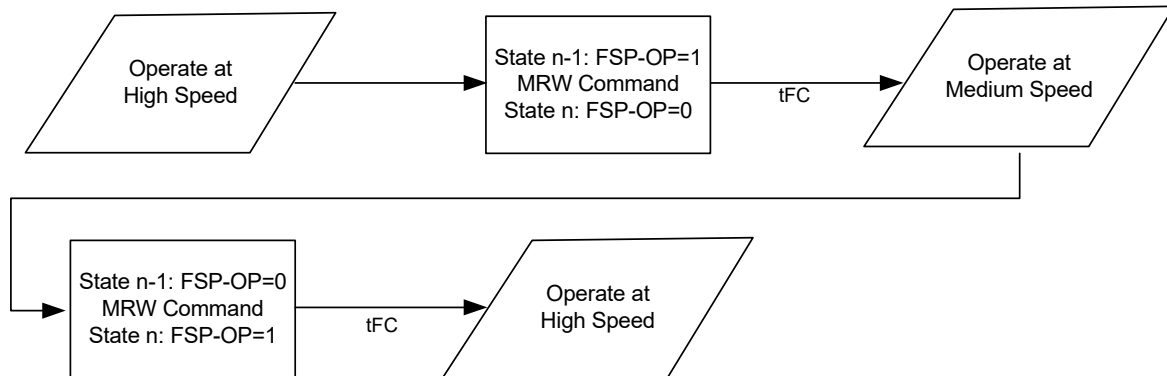 Operate at
High Speed
State n-1: FSP-OP=1
MRW Command
State n: FSP-OP=0
tFC
Operate at
Medium Speed
State n-1: FSP-OP=0
MRW Command
State n: FSP-OP=1
tFC
Operate at
High Speed